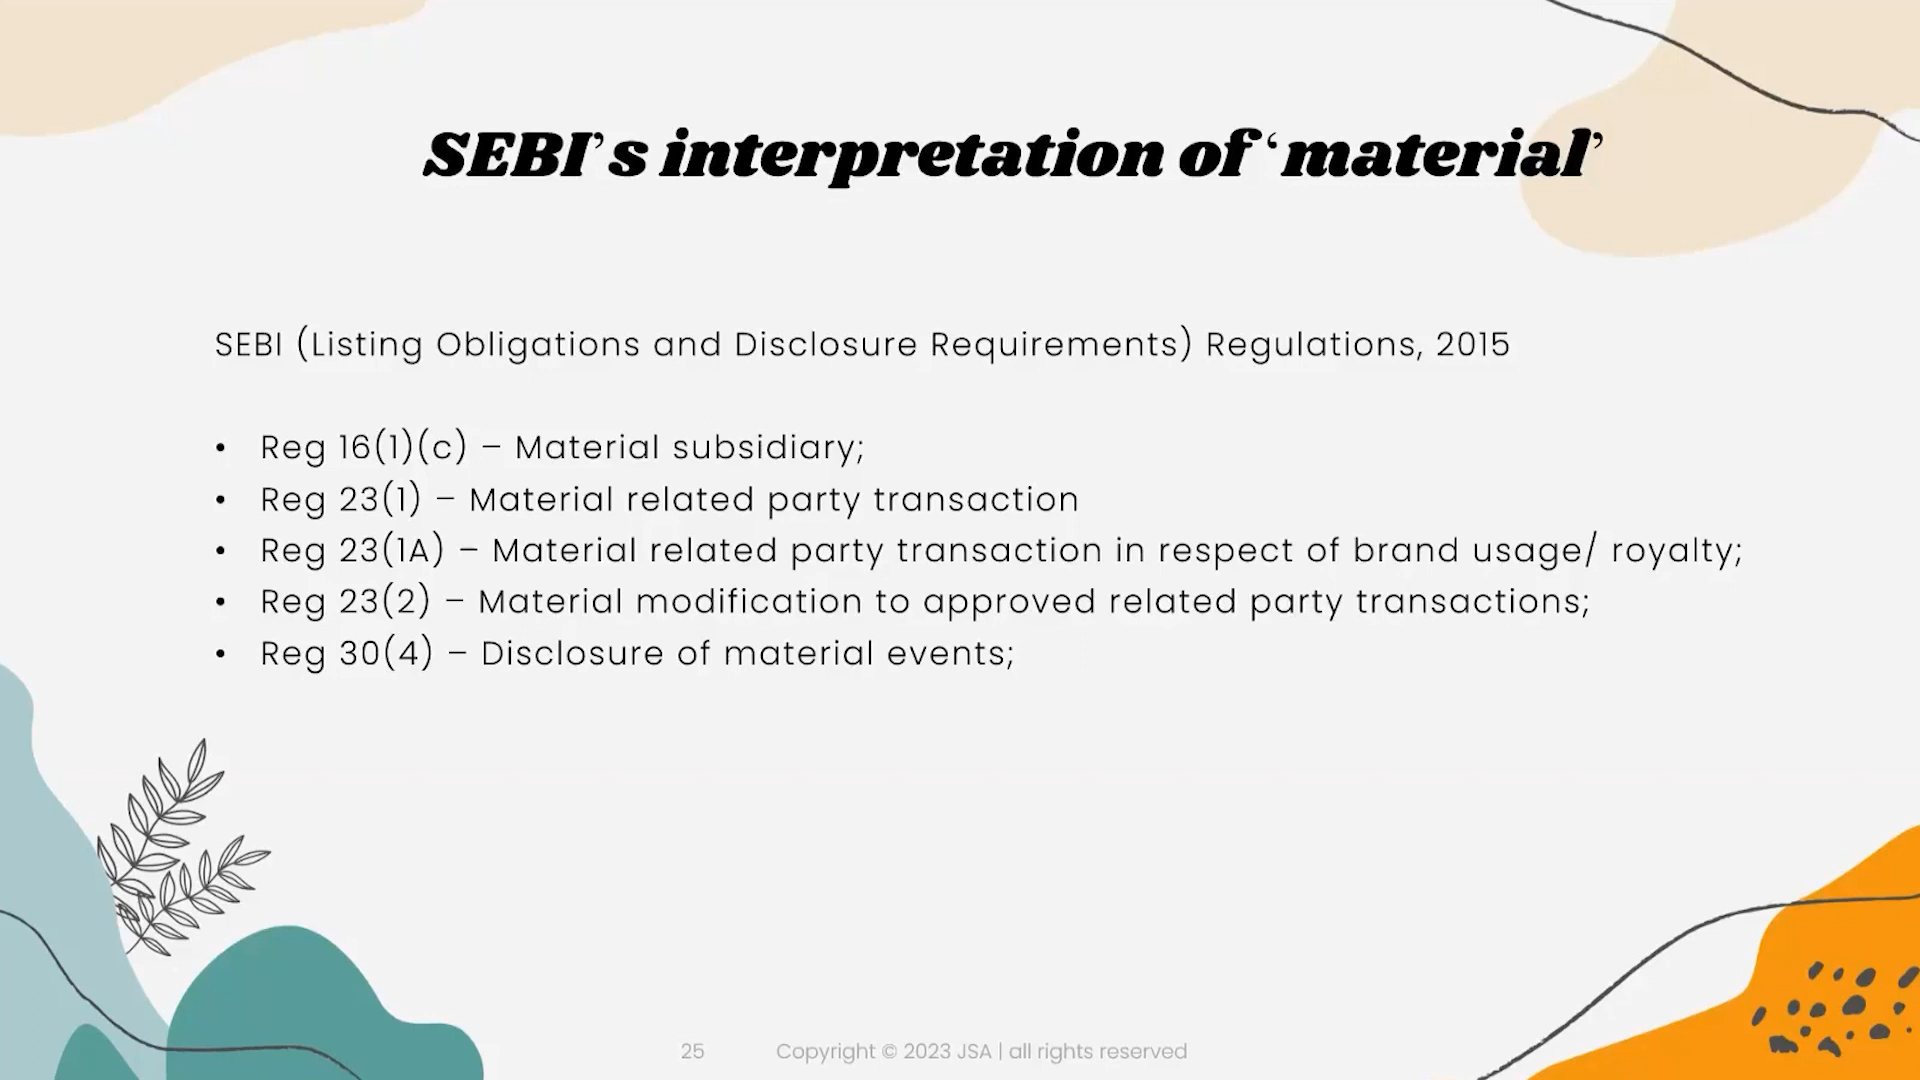 SEBI’s interpretation of ‘material’
SEBI (Listing Obligations and Disclosure Requirements) Regulations, 2015
• Reg 16(1)(c) – Material subsidiary;
• Reg 23(1) – Material related party transaction
• Reg 23(1A) – Material related party transaction in respect of brand usage/ royalty;
• Reg 23(2) – Material modification to approved related party transactions;
• Reg 30(4) – Disclosure of material events;
25 Copyright © 2023 JSA | all rights reserved